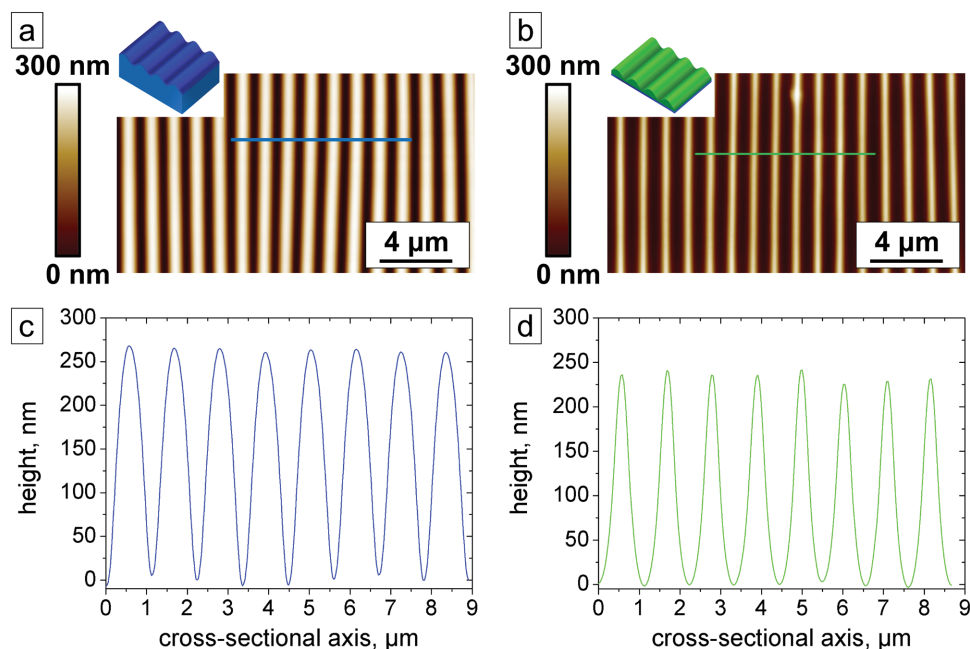 a
300 nm
0 nm
4 µm
b
300 nm
0 nm
4 µm
c
300
250
200
150
100
50
0
height, nm
0 1 2 3 4 5 6 7 8 9
cross-sectional axis, µm
d
300
250
200
150
100
50
0
height, nm
0 1 2 3 4 5 6 7 8 9
cross-sectional axis, µm